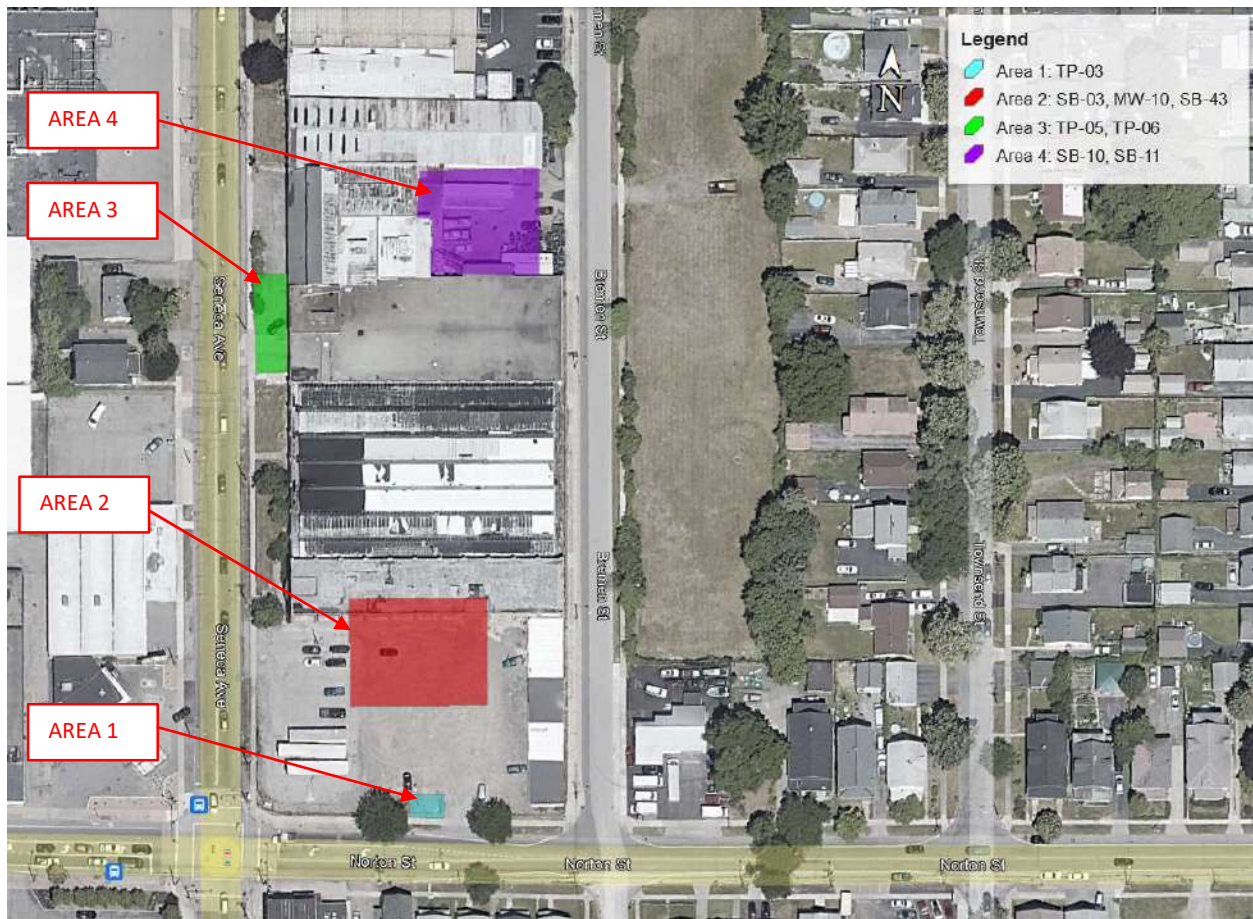 Legend
Area 1: TP-03
Area 2: SB-03, MW-10, SB-43
Area 3: TP-05, TP-06
Area 4: SB-10, SB-11
N
AREA 4
AREA 3
AREA 2
AREA 1
Seneca Ave
Seneca Ave
Bremen St
Bremen St
Bremen St
Townsend St
Townsend St
Norton St
Norton St
Norton St